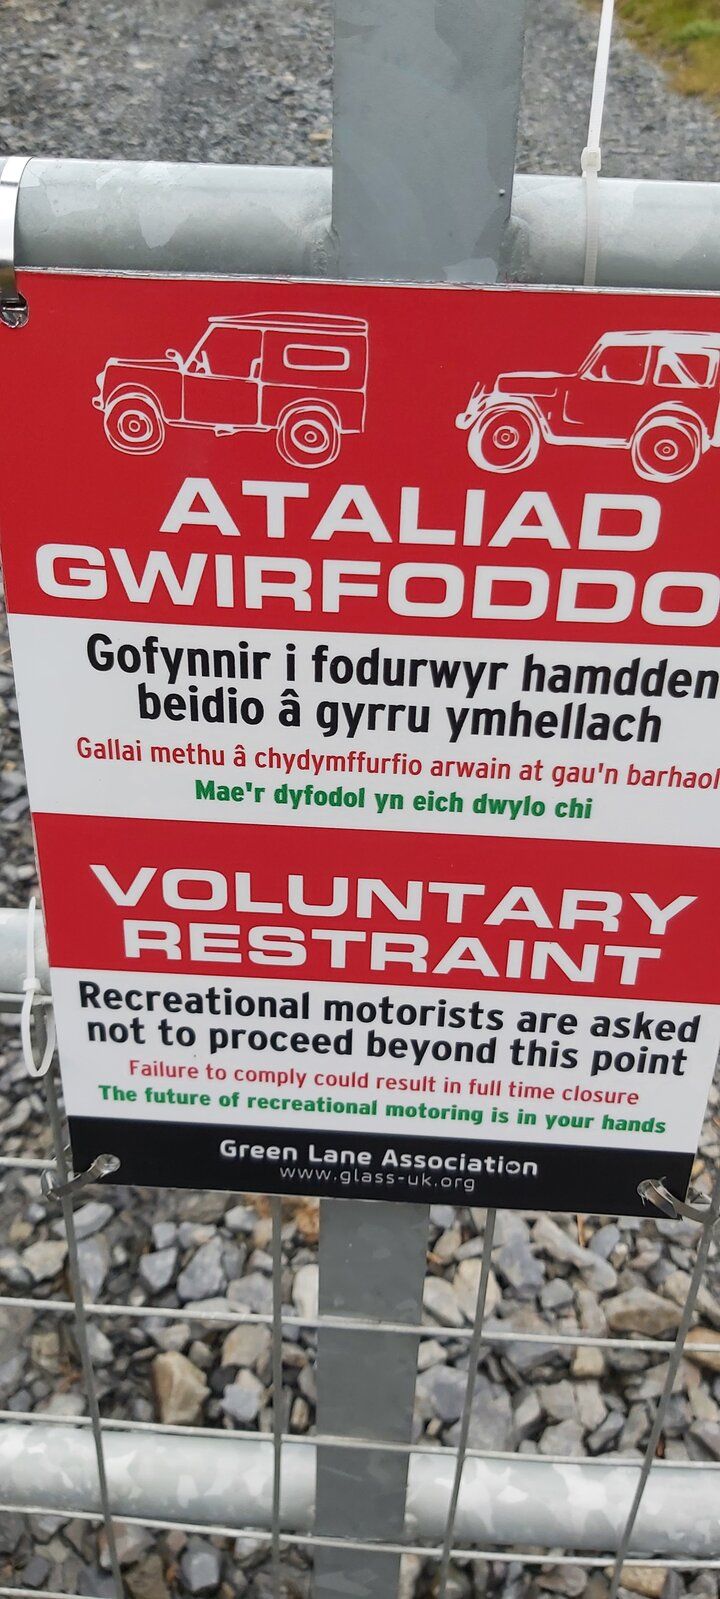 ATALIAD
GWIRFODDO
Gofynnir i fodurwyr hamdden
beidio â gyrru ymhellach
Gallai methu â chydymffurfio arwain at gau'n barhaol
Mae'r dyfodol yn eich dwylo chi
VOLUNTARY
RESTRAINT
Recreational motorists are asked
not to proceed beyond this point
Failure to comply could result in full time closure
The future of recreational motoring is in your hands
Green Lane Association
www.glass-uk.org